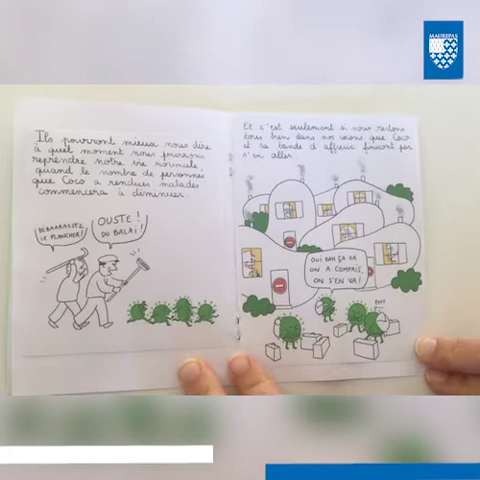 MAUREPAS
Ils pourront mieux nous dire
à quel moment nous pourrons
reprendre notre vie normale,
quand le nombre de personnes
que Coco a rendues malades
commencera à diminuer.
DÉBARRASSEZ
LE PLANCHER!
OUSTE!
DU BALAI!
Et c'est seulement si nous restons
tous bien dans nos cocons que Coco
et sa bande d'affreux finiront par
s'en aller.
OUI BAH ÇA VA
ON A COMPRIS,
ON S'EN VA!